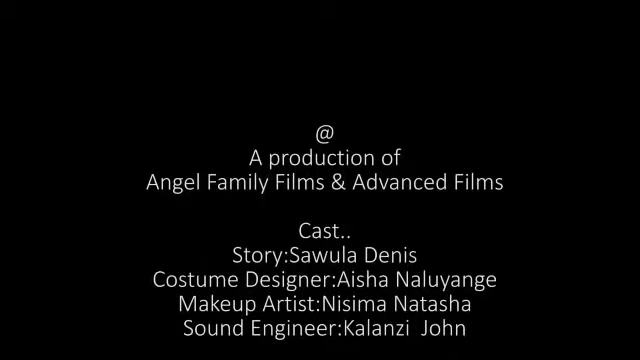 @
A production of
Angel Family Films & Advanced Films
Cast..
Story:Sawula Denis
Costume Designer:Aisha Naluyange
Makeup Artist:Nisima Natasha
Sound Engineer:Kalanzi  John